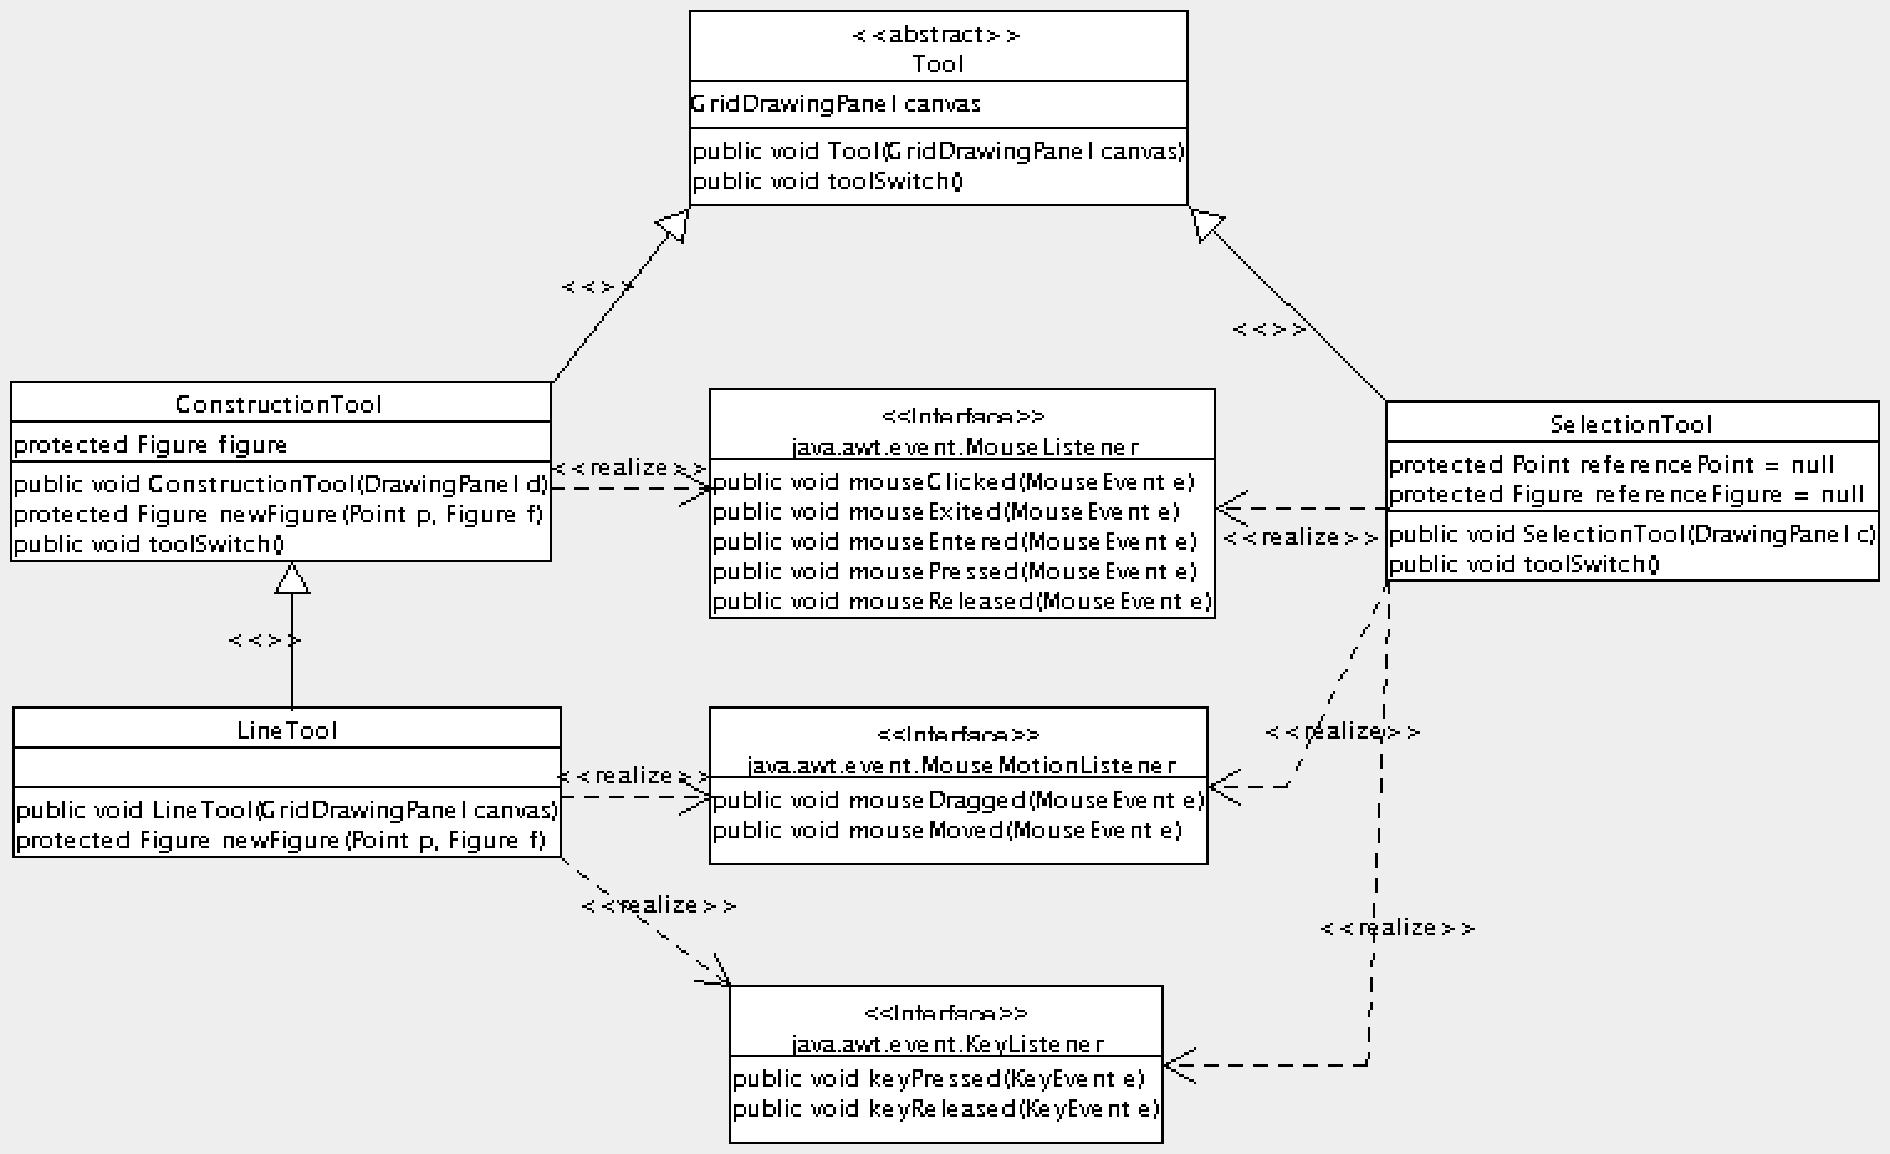 <<abstract>>
Tool
GridDrawingPanel canvas
public void Tool(GridDrawingPanel canvas)
public void toolSwitch()
<<>>
<<>>
ConstructionTool
protected Figure figure
public void ConstructionTool(DrawingPanel d)
protected Figure newFigure(Point p, Figure f)
public void toolSwitch()
<<realize>>
<<Interface>>
java.awt.event.MouseListener
public void mouseClicked(MouseEvent e)
public void mouseExited(MouseEvent e)
public void mouseEntered(MouseEvent e)
public void mousePressed(MouseEvent e)
public void mouseReleased(MouseEvent e)
<<realize>>
SelectionTool
protected Point referencePoint = null
protected Figure referenceFigure = null
public void SelectionTool(DrawingPanel c)
public void toolSwitch()
<<>>
LineTool
public void LineTool(GridDrawingPanel canvas)
protected Figure newFigure(Point p, Figure f)
<<realize>>
<<Interface>>
java.awt.event.MouseMotionListener
public void mouseDragged(MouseEvent e)
public void mouseMoved(MouseEvent e)
<<realize>>
<<realize>>
<<realize>>
<<Interface>>
java.awt.event.KeyListener
public void keyPressed(KeyEvent e)
public void keyReleased(KeyEvent e)